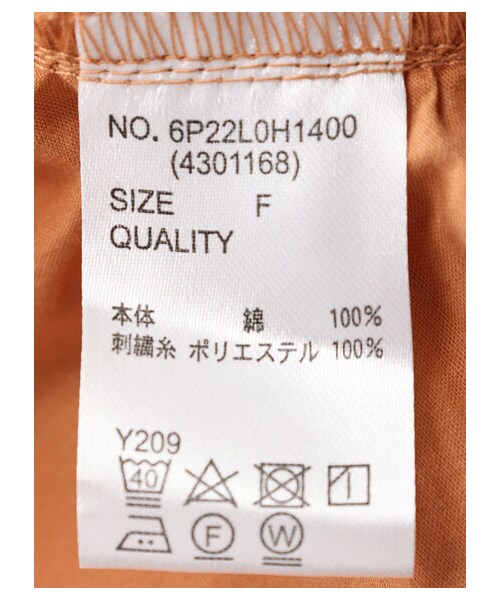 NO. 6P22L0H1400
(4301168)
SIZE F
QUALITY
本体 綿 100%
刺繍糸 ポリエステル 100%
Y209
40
F
W